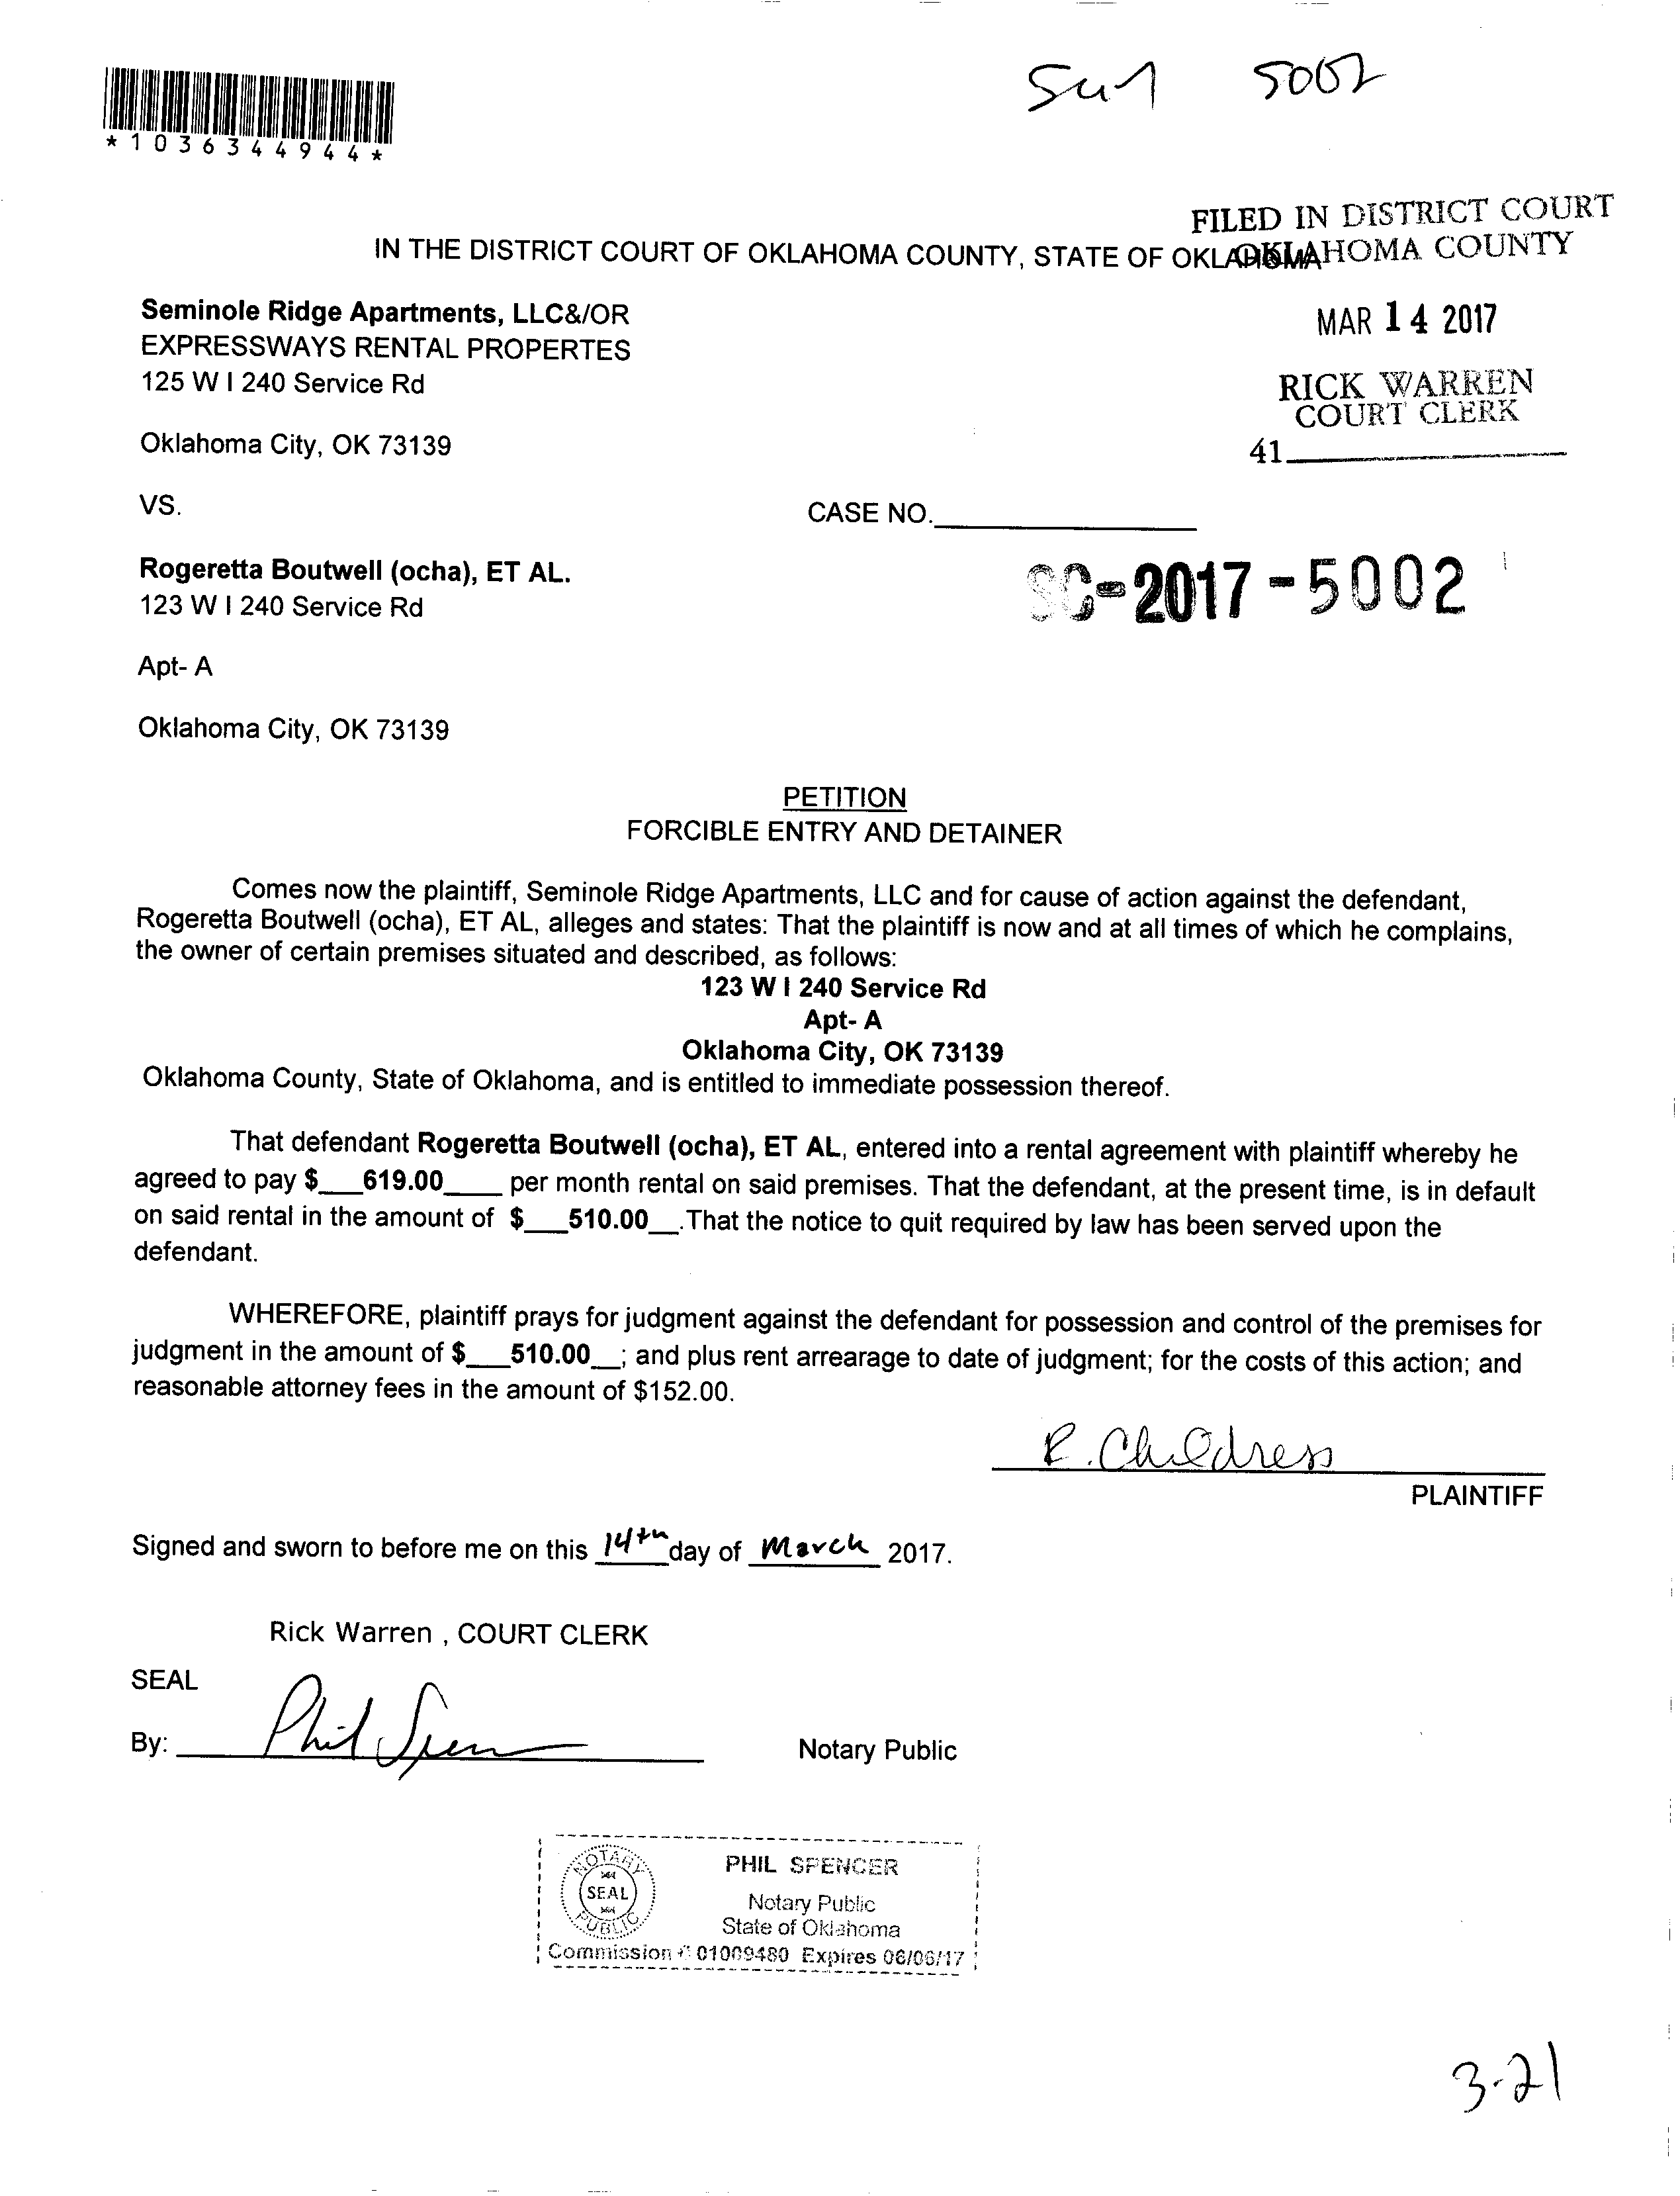 *1036344944*
5002
FILED IN DISTRICT COURT
OKLAHOMA COUNTY
IN THE DISTRICT COURT OF OKLAHOMA COUNTY, STATE OF OKLAHOMA
Seminole Ridge Apartments, LLC&/OR
EXPRESSWAYS RENTAL PROPERTES
125 W I 240 Service Rd
Oklahoma City, OK 73139
MAR 14 2017
RICK WARREN
COURT CLERK
41
VS.
CASE NO.
SC-2017-5002
Rogeretta Boutwell (ocha), ET AL.
123 W I 240 Service Rd
Apt- A
Oklahoma City, OK 73139
PETITION
FORCIBLE ENTRY AND DETAINER
Comes now the plaintiff, Seminole Ridge Apartments, LLC and for cause of action against the defendant,
Rogeretta Boutwell (ocha), ET AL, alleges and states: That the plaintiff is now and at all times of which he complains,
the owner of certain premises situated and described, as follows:
123 W I 240 Service Rd
Apt- A
Oklahoma City, OK 73139
Oklahoma County, State of Oklahoma, and is entitled to immediate possession thereof.
That defendant Rogeretta Boutwell (ocha), ET AL, entered into a rental agreement with plaintiff whereby he
agreed to pay $___619.00____ per month rental on said premises. That the defendant, at the present time, is in default
on said rental in the amount of $___510.00__.That the notice to quit required by law has been served upon the
defendant.
WHEREFORE, plaintiff prays for judgment against the defendant for possession and control of the premises for
judgment in the amount of $___510.00__; and plus rent arrearage to date of judgment; for the costs of this action; and
reasonable attorney fees in the amount of $152.00.
R. Childress
PLAINTIFF
Signed and sworn to before me on this 14th day of March 2017.
Rick Warren , COURT CLERK
SEAL
By: Phil Spencer
Notary Public
NOTARY
SEAL
PUBLIC
PHIL SPENCER
Notary Public
State of Oklahoma
Commission # 01009480 Expires 06/06/17
3-21